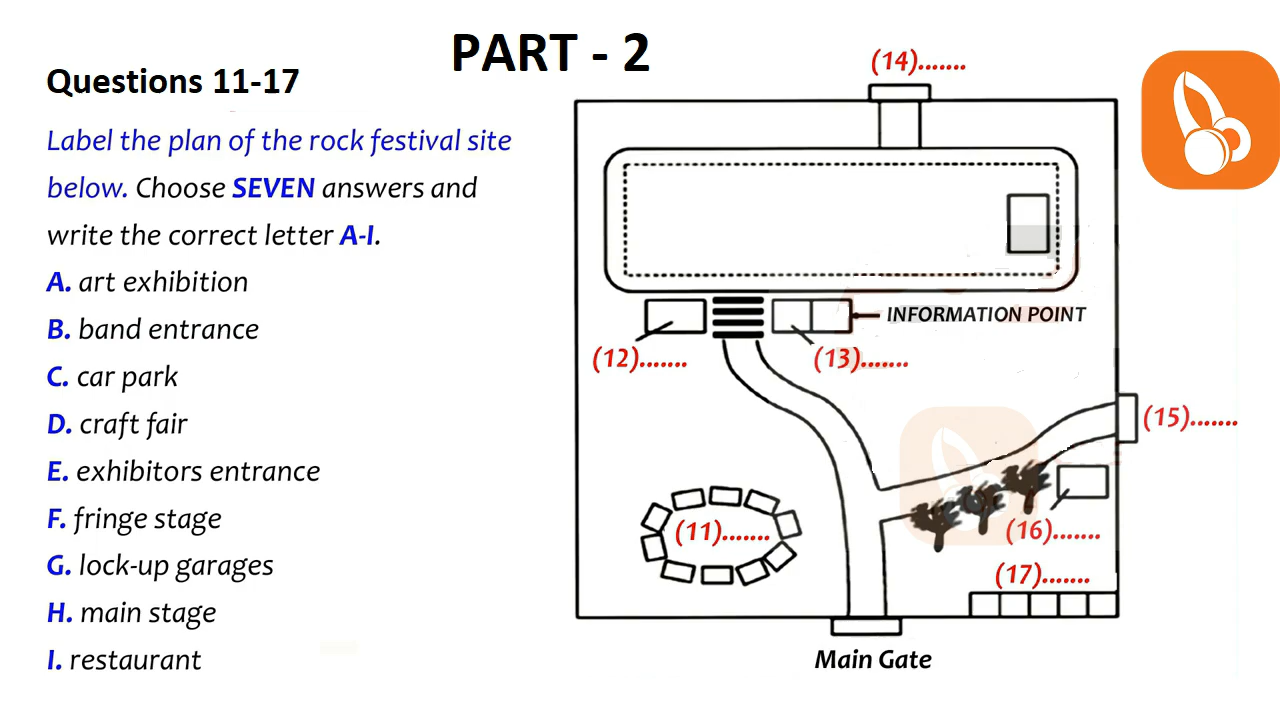 PART - 2
Questions 11-17
Label the plan of the rock festival site
below. Choose SEVEN answers and
write the correct letter A-I.
A. art exhibition
B. band entrance
C. car park
D. craft fair
E. exhibitors entrance
F. fringe stage
G. lock-up garages
H. main stage
I. restaurant
(14).......
INFORMATION POINT
(12).......
(13).......
(15).......
(11).......
(16).......
(17).......
Main Gate